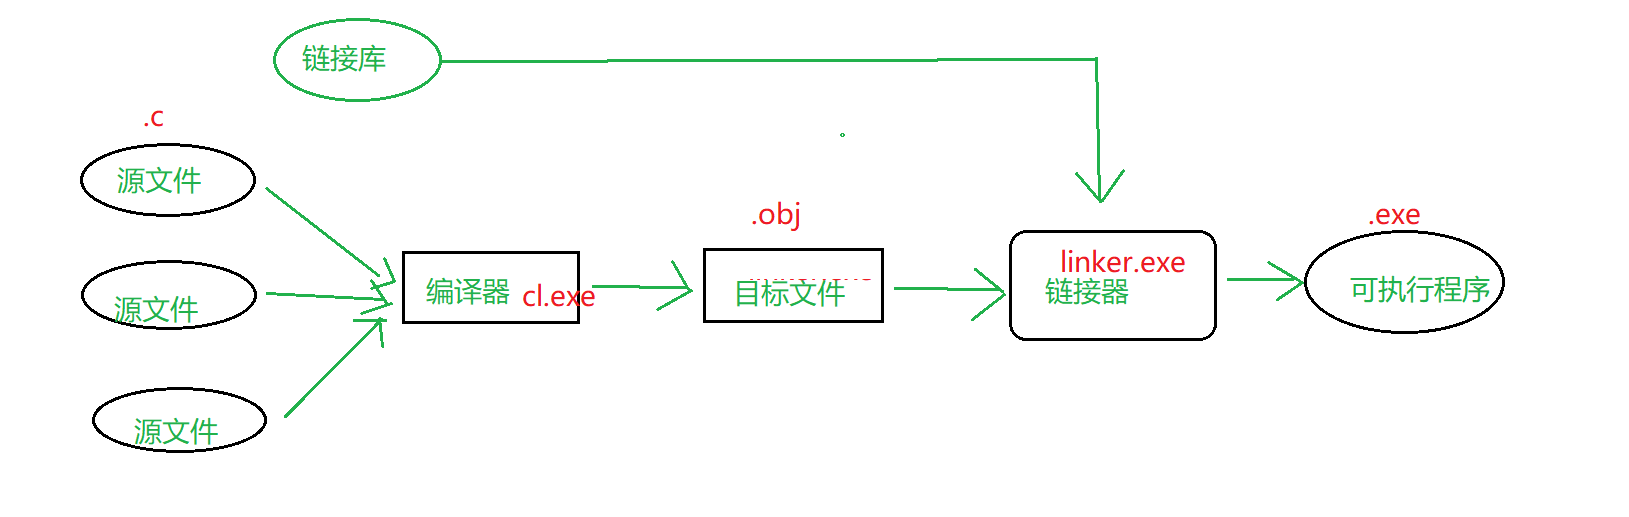 链接库
.c
源文件
源文件
源文件
编译器 cl.exe
.obj
目标文件
linker.exe
链接器
.exe
可执行程序